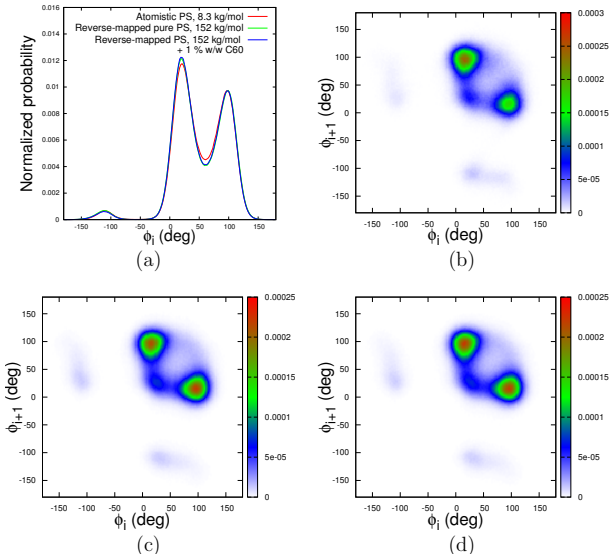 Normalized probability
0.016
0.014
0.012
0.01
0.008
0.006
0.004
0.002
0
-150 -100 -50 0 50 100 150
ϕi (deg)
Atomistic PS, 8.3 kg/mol
Reverse-mapped pure PS, 152 kg/mol
Reverse-mapped PS, 152 kg/mol
+ 1 % w/w C60
(a)
ϕi+1 (deg)
150
100
50
0
-50
-100
-150
-150 -100 -50 0 50 100 150
ϕi (deg)
0.0003
0.00025
0.0002
0.00015
0.0001
5e-05
0
(b)
ϕi+1 (deg)
150
100
50
0
-50
-100
-150
-150 -100 -50 0 50 100 150
ϕi (deg)
0.00025
0.0002
0.00015
0.0001
5e-05
0
(c)
ϕi+1 (deg)
150
100
50
0
-50
-100
-150
-150 -100 -50 0 50 100 150
ϕi (deg)
0.00025
0.0002
0.00015
0.0001
5e-05
0
(d)